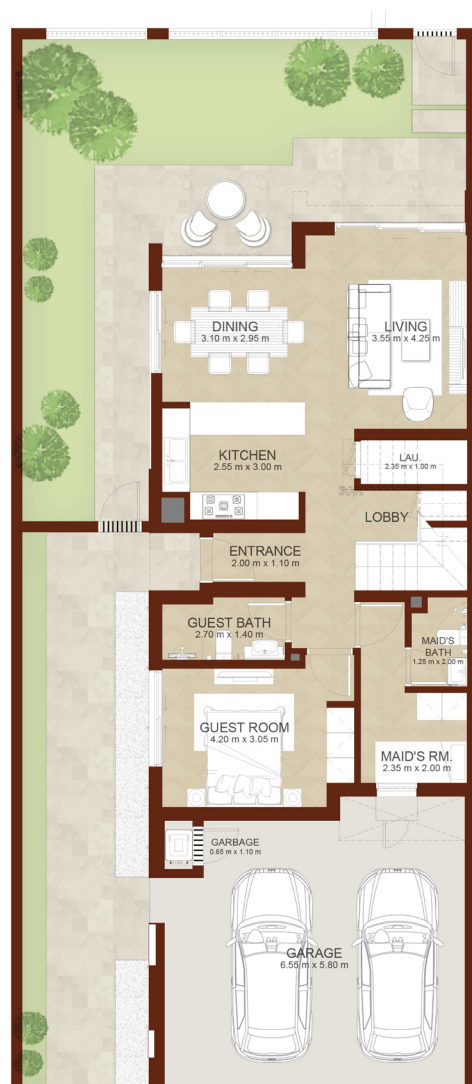 DINING
3.10 m x 2.95 m
LIVING
3.55 m x 4.25 m
KITCHEN
2.55 m x 3.00 m
LAU.
2.35 m x 1.00 m
LOBBY
ENTRANCE
2.00 m x 1.10 m
GUEST BATH
2.70 m x 1.40 m
MAID'S
BATH
1.25 m x 2.00 m
GUEST ROOM
4.20 m x 3.05 m
MAID'S RM.
2.35 m x 2.00 m
GARBAGE
0.65 m x 1.10 m
GARAGE
6.55 m x 5.80 m